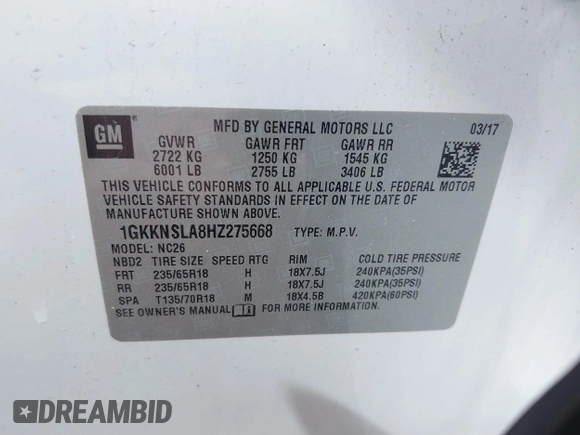 GM
MFD BY GENERAL MOTORS LLC 03/17
GVWR GAWR FRT GAWR RR
2722 KG 1250 KG 1545 KG
6001 LB 2755 LB 3406 LB
THIS VEHICLE CONFORMS TO ALL APPLICABLE U.S. FEDERAL MOTOR
VEHICLE SAFETY STANDARDS IN EFFECT ON THE DATE OF
MANUFACTURE SHOWN ABOVE.
1GKKNSLA8HZ275668 TYPE: M.P.V.
MODEL: NC26
NBD2 TIRE SIZE SPEED RTG RIM COLD TIRE PRESSURE
FRT 235/65R18 H 18X7.5J 240KPA(35PSI)
RR 235/65R18 H 18X7.5J 240KPA(35PSI)
SPA T135/70R18 M 18X4.5B 420KPA(60PSI)
SEE OWNER'S MANUAL FOR MORE INFORMATION.
DREAMBID